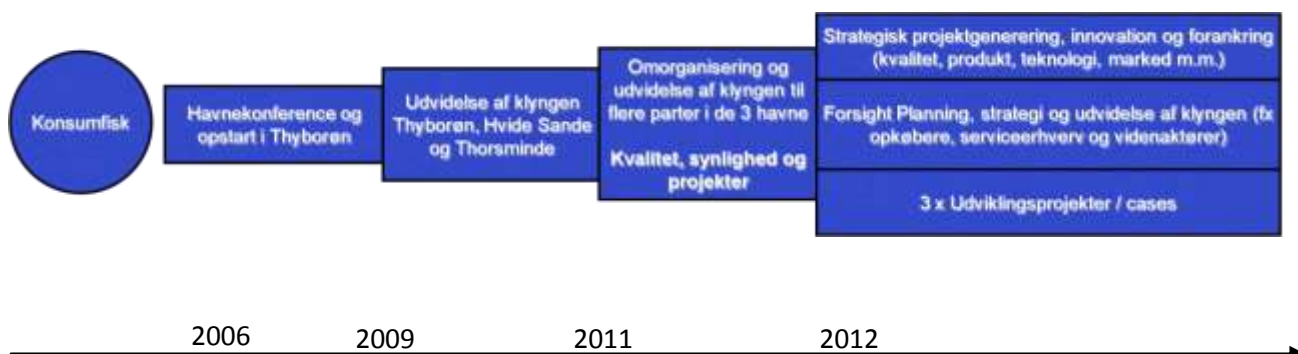 Konsumfisk
Havnekonference og
opstart i Thyborøn
Udvidelse af klyngen
Thyborøn, Hvide Sande
og Thorsminde
Omorganisering og
udvidelse af klyngen til
flere parter i de 3 havne
Kvalitet, synlighed og
projekter
Strategisk projektgenerering, innovation og forankring
(kvalitet, produkt, teknologi, marked m.m.)
Forsight Planning, strategi og udvidelse af klyngen (fx
opkøbere, serviceerhverv og videnaktører)
3 x Udviklingsprojekter / cases
2006
2009
2011
2012